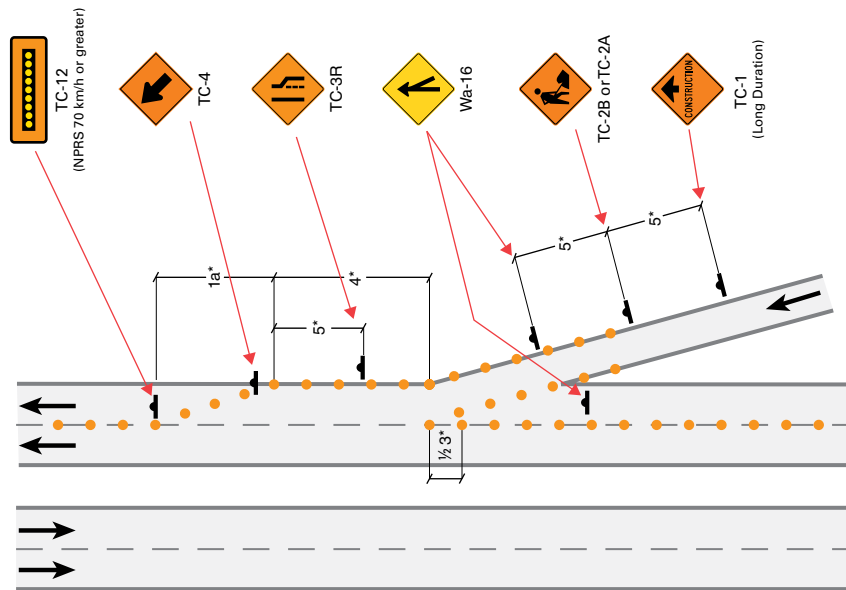 TC-12
(NPRS 70 km/h or greater)
TC-4
TC-3R
Wa-16
TC-2B or TC-2A
CONSTRUCTION
TC-1
(Long Duration)
1a*
4*
5*
5*
5*
½ 3*